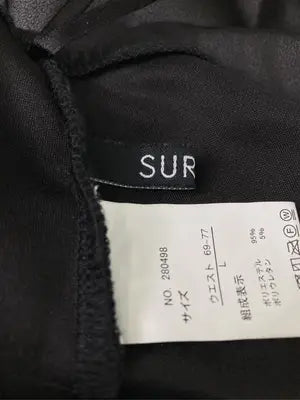 SUR
NO. 280498
サイズ
ウエスト 69-77
L
組成表示
ポリエステル 95%
ポリウレタン 5%